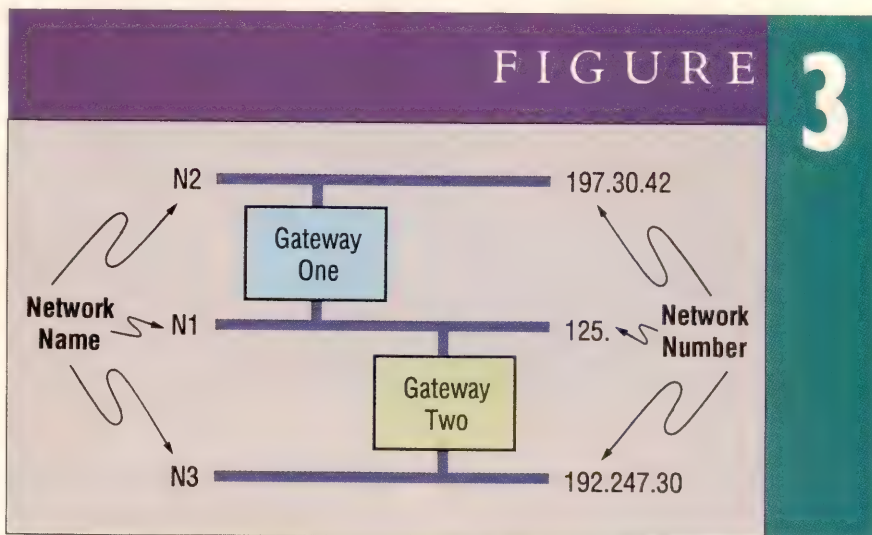 FIGURE 3
N2 197.30.42
Gateway
One
Network
Name
N1 125.
Network
Number
Gateway
Two
N3 192.247.30